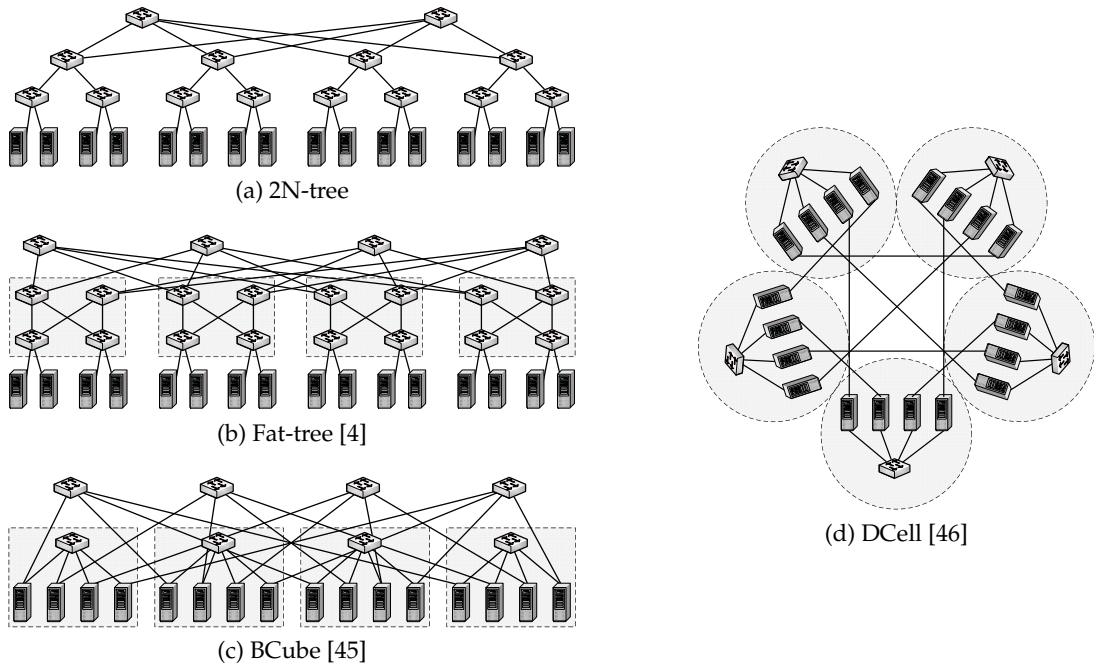 (a) 2N-tree
(b) Fat-tree [4]
(c) BCube [45]
(d) DCell [46]